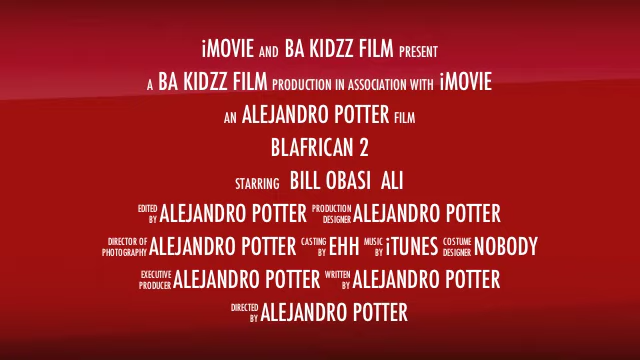 iMOVIE AND BA KIDZZ FILM PRESENT
A BA KIDZZ FILM PRODUCTION IN ASSOCIATION WITH iMOVIE
AN ALEJANDRO POTTER FILM
BLAFRICAN 2
STARRING BILL OBASI ALI
EDITED BY ALEJANDRO POTTER PRODUCTION DESIGNER ALEJANDRO POTTER
DIRECTOR OF PHOTOGRAPHY ALEJANDRO POTTER CASTING BY EHH MUSIC BY iTUNES COSTUME DESIGNER NOBODY
EXECUTIVE PRODUCER ALEJANDRO POTTER WRITTEN BY ALEJANDRO POTTER
DIRECTED BY ALEJANDRO POTTER